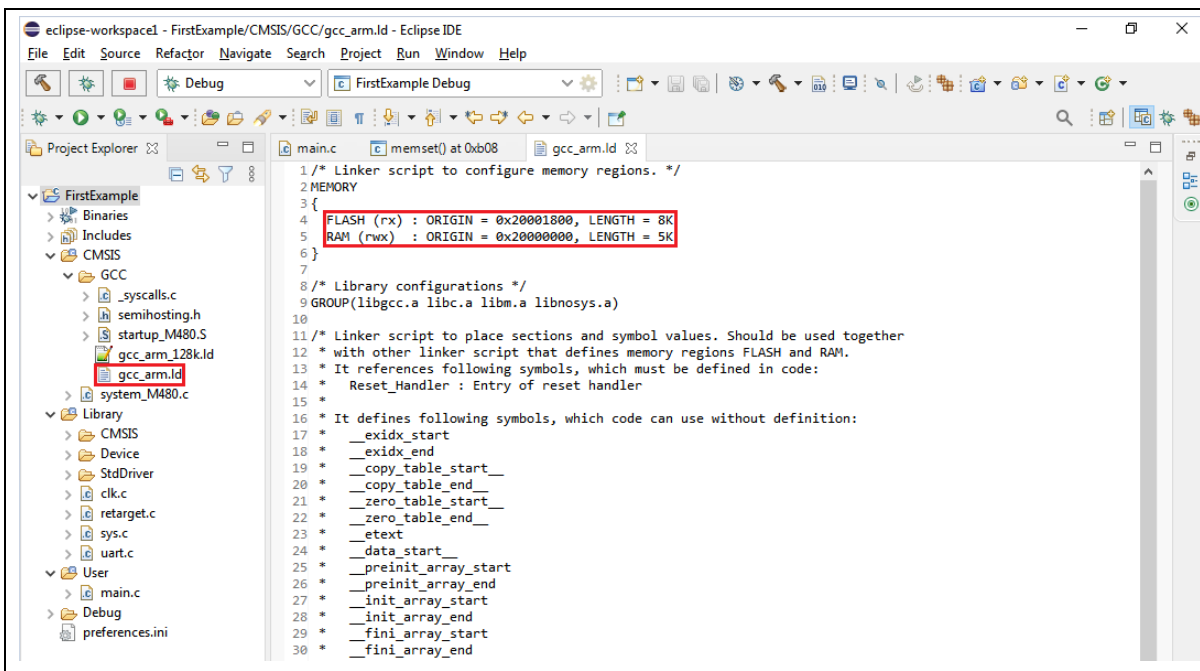 eclipse-workspace1 - FirstExample/CMSIS/GCC/gcc_arm.ld - Eclipse IDE
File Edit Source Refactor Navigate Search Project Run Window Help
Debug
FirstExample Debug
Project Explorer
main.c
memset() at 0xb08
gcc_arm.ld
FirstExample
Binaries
Includes
CMSIS
GCC
_syscalls.c
semihosting.h
startup_M480.S
gcc_arm_128k.ld
gcc_arm.ld
system_M480.c
Library
CMSIS
Device
StdDriver
clk.c
retarget.c
sys.c
uart.c
User
main.c
Debug
preferences.ini
1 /* Linker script to configure memory regions. */
2 MEMORY
3 {
4   FLASH (rx) : ORIGIN = 0x20001800, LENGTH = 8K
5   RAM (rwx)  : ORIGIN = 0x20000000, LENGTH = 5K
6 }
7
8 /* Library configurations */
9 GROUP(libgcc.a libc.a libm.a libnosys.a)
10
11 /* Linker script to place sections and symbol values. Should be used together
12  * with other linker script that defines memory regions FLASH and RAM.
13  * It references following symbols, which must be defined in code:
14  *   Reset_Handler : Entry of reset handler
15  *
16  * It defines following symbols, which code can use without definition:
17  *   __exidx_start
18  *   __exidx_end
19  *   __copy_table_start__
20  *   __copy_table_end__
21  *   __zero_table_start__
22  *   __zero_table_end__
23  *   __etext
24  *   __data_start__
25  *   __preinit_array_start
26  *   __preinit_array_end
27  *   __init_array_start
28  *   __init_array_end
29  *   __fini_array_start
30  *   __fini_array_end